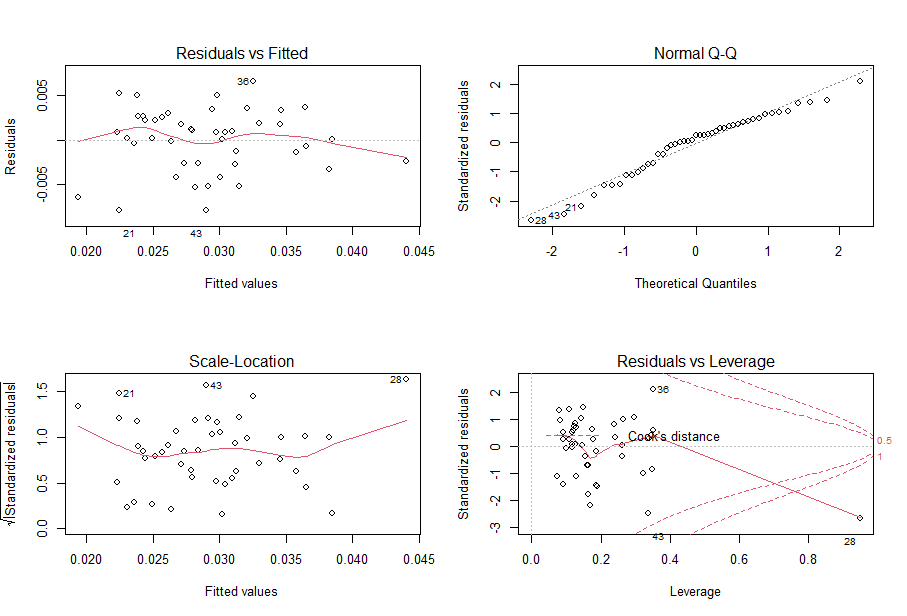 Residuals vs Fitted
Residuals
0.005
-0.005
36
21
43
0.020 0.025 0.030 0.035 0.040 0.045
Fitted values
Normal Q-Q
Standardized residuals
2
1
0
-1
-2
28
43
21
-2 -1 0 1 2
Theoretical Quantiles
Scale-Location
√|Standardized residuals|
1.5
1.0
0.5
0.0
21
43
28
0.020 0.025 0.030 0.035 0.040 0.045
Fitted values
Residuals vs Leverage
Standardized residuals
2
1
0
-1
-2
-3
36
Cook's distance
0.5
1
43
28
0.0 0.2 0.4 0.6 0.8
Leverage